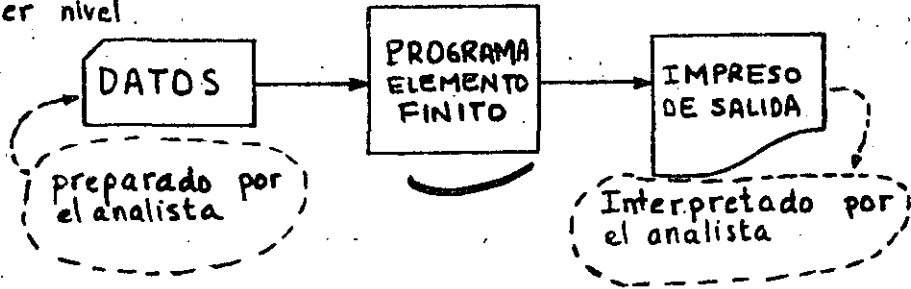 er nivel
DATOS
PROGRAMA
ELEMENTO
FINITO
IMPRESO
DE SALIDA
preparado por
el analista
Interpretado por
el analista